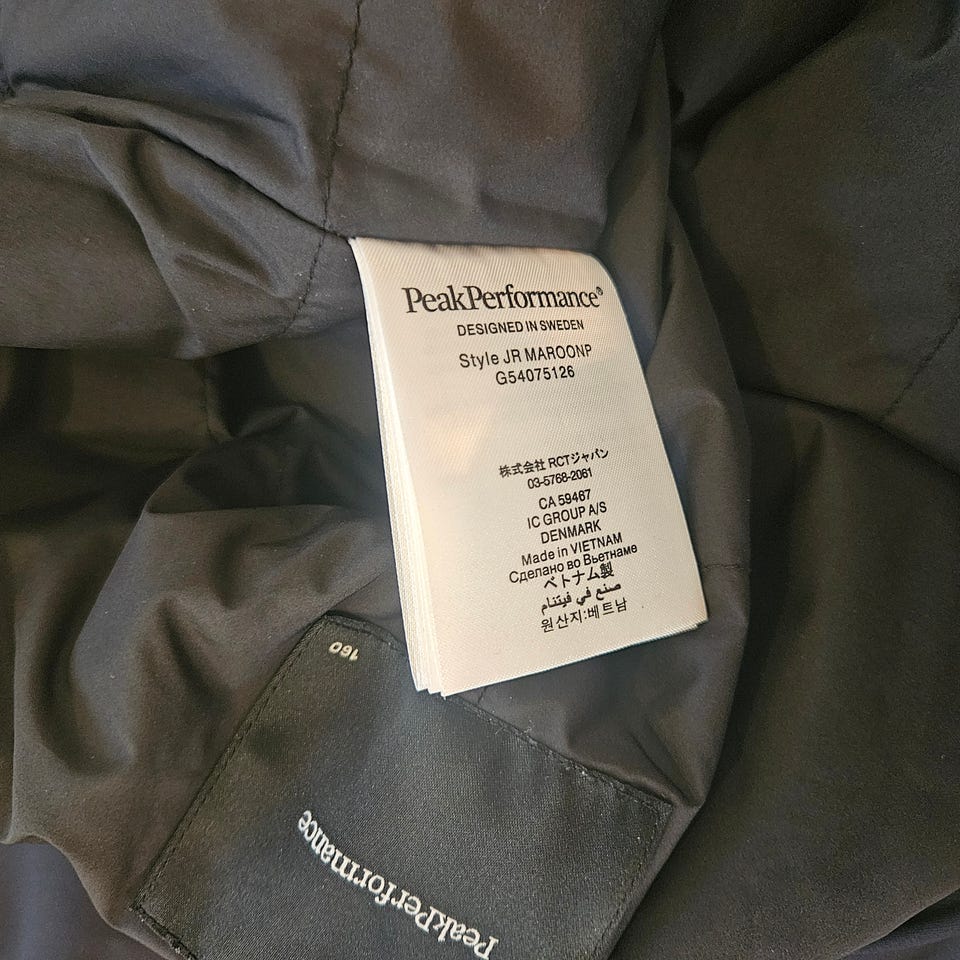 PeakPerformance®
DESIGNED IN SWEDEN
Style JR MAROONP
G54075126
株式会社 RCTジャパン
03-5768-2061
CA 59467
IC GROUP A/S
DENMARK
Made in VIETNAM
Сделано во Вьетнаме
ベトナム製
صنع في فيتنام
원산지:베트남
160
PeakPerformance